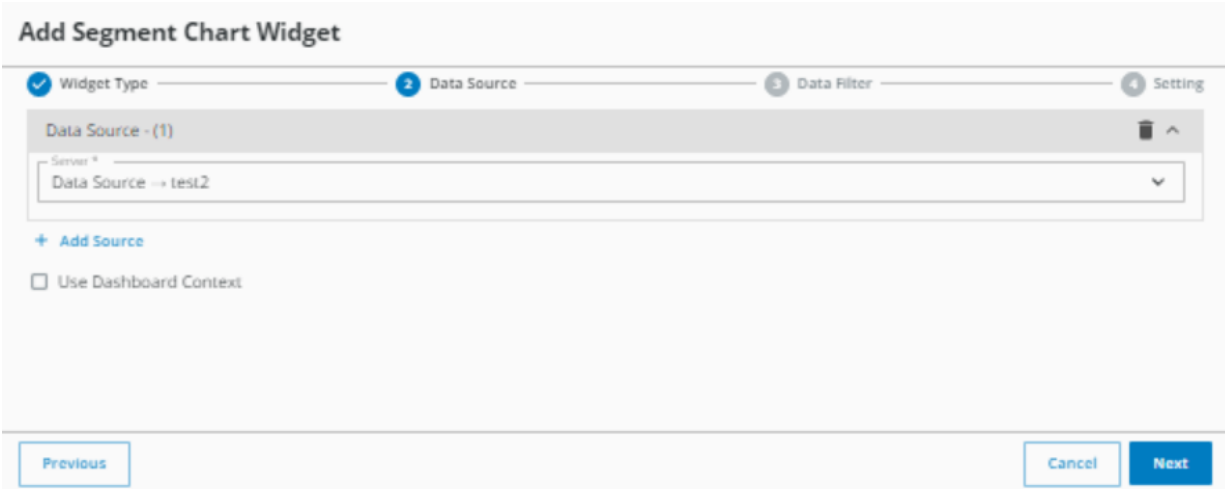 Add Segment Chart Widget
Widget Type 2 Data Source 3 Data Filter 4 Setting
Data Source - (1)
Server *
Data Source → test2
+ Add Source
Use Dashboard Context
Previous Cancel Next